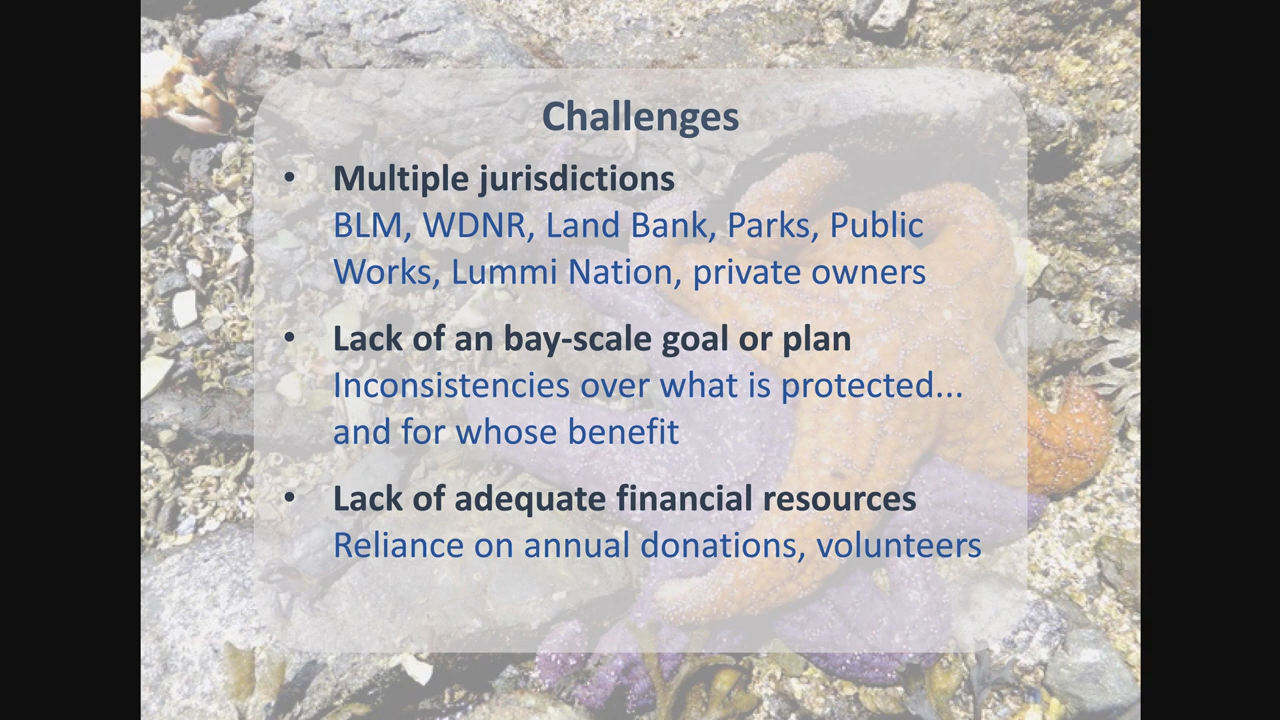 Challenges
• Multiple jurisdictions
BLM, WDNR, Land Bank, Parks, Public
Works, Lummi Nation, private owners
• Lack of an bay-scale goal or plan
Inconsistencies over what is protected...
and for whose benefit
• Lack of adequate financial resources
Reliance on annual donations, volunteers